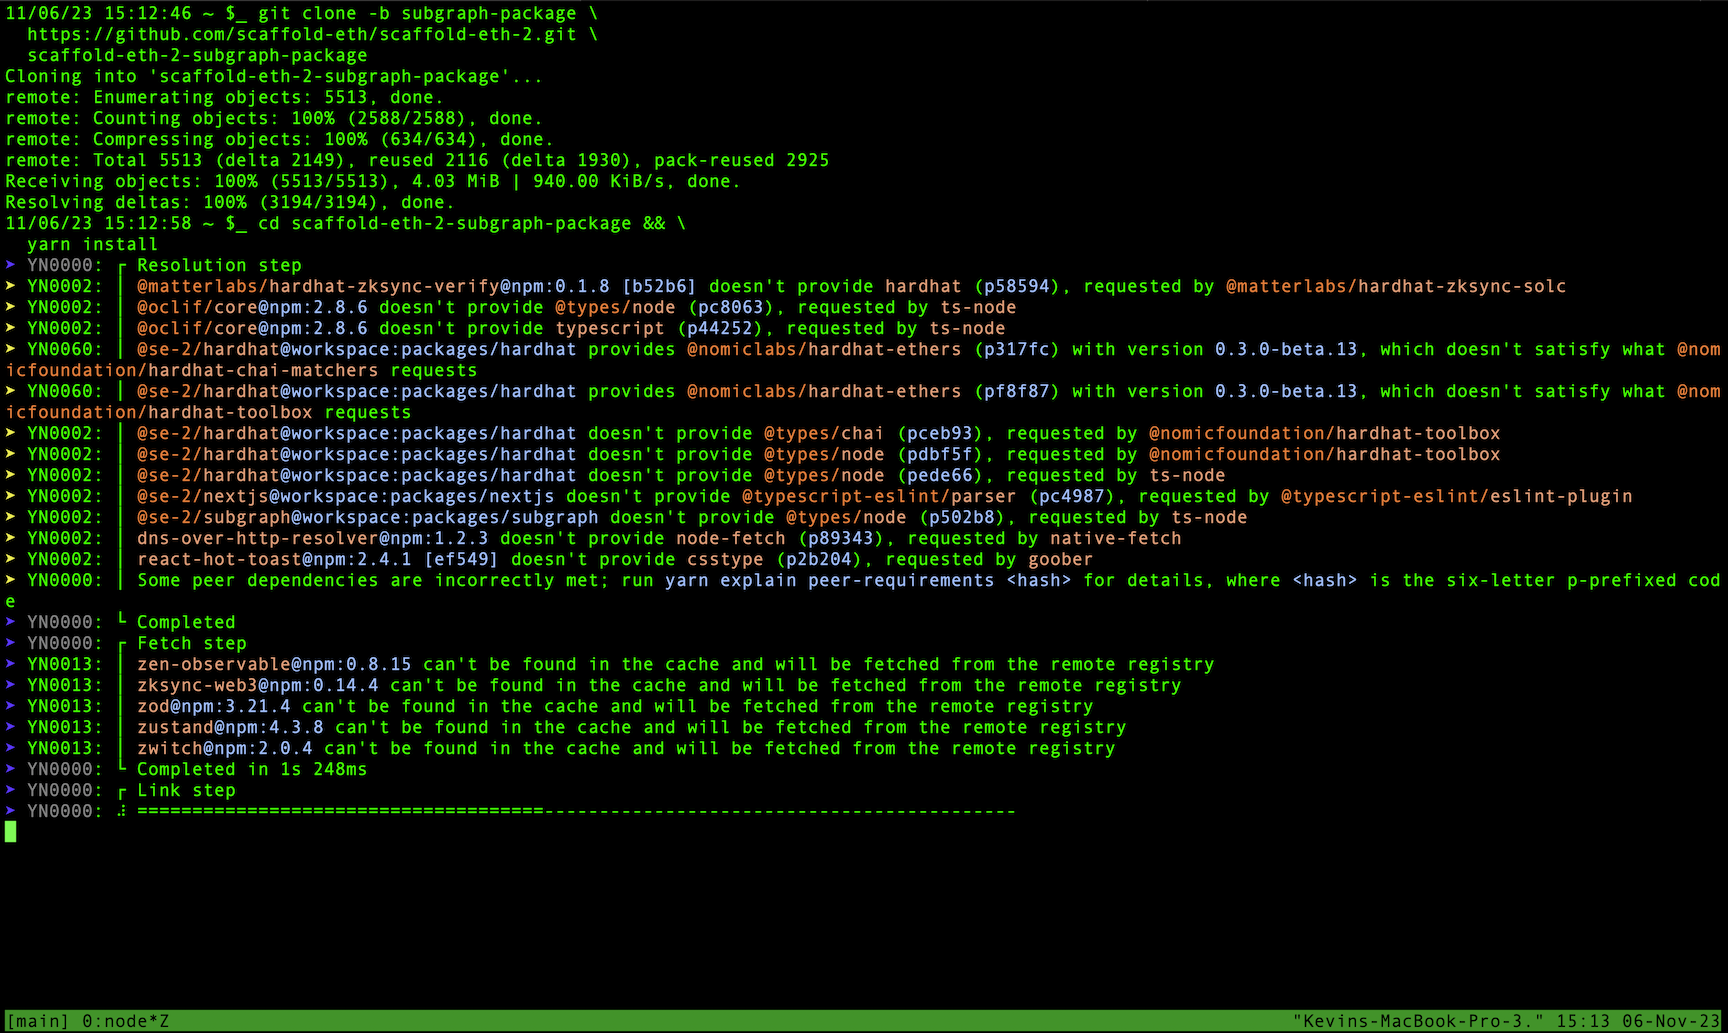 11/06/23 15:12:46 ~ $_ git clone -b subgraph-package \
  https://github.com/scaffold-eth/scaffold-eth-2.git \
  scaffold-eth-2-subgraph-package
Cloning into 'scaffold-eth-2-subgraph-package'...
remote: Enumerating objects: 5513, done.
remote: Counting objects: 100% (2588/2588), done.
remote: Compressing objects: 100% (634/634), done.
remote: Total 5513 (delta 2149), reused 2116 (delta 1930), pack-reused 2925
Receiving objects: 100% (5513/5513), 4.03 MiB | 940.00 KiB/s, done.
Resolving deltas: 100% (3194/3194), done.
11/06/23 15:12:58 ~ $_ cd scaffold-eth-2-subgraph-package && \
  yarn install
➤ YN0000: ┌ Resolution step
➤ YN0002: │ @matterlabs/hardhat-zksync-verify@npm:0.1.8 [b52b6] doesn't provide hardhat (p58594), requested by @matterlabs/hardhat-zksync-solc
➤ YN0002: │ @oclif/core@npm:2.8.6 doesn't provide @types/node (pc8063), requested by ts-node
➤ YN0002: │ @oclif/core@npm:2.8.6 doesn't provide typescript (p44252), requested by ts-node
➤ YN0060: │ @se-2/hardhat@workspace:packages/hardhat provides @nomiclabs/hardhat-ethers (p317fc) with version 0.3.0-beta.13, which doesn't satisfy what @nom
icfoundation/hardhat-chai-matchers requests
➤ YN0060: │ @se-2/hardhat@workspace:packages/hardhat provides @nomiclabs/hardhat-ethers (pf8f87) with version 0.3.0-beta.13, which doesn't satisfy what @nom
icfoundation/hardhat-toolbox requests
➤ YN0002: │ @se-2/hardhat@workspace:packages/hardhat doesn't provide @types/chai (pceb93), requested by @nomicfoundation/hardhat-toolbox
➤ YN0002: │ @se-2/hardhat@workspace:packages/hardhat doesn't provide @types/node (pdbf5f), requested by @nomicfoundation/hardhat-toolbox
➤ YN0002: │ @se-2/hardhat@workspace:packages/hardhat doesn't provide @types/node (pede66), requested by ts-node
➤ YN0002: │ @se-2/nextjs@workspace:packages/nextjs doesn't provide @typescript-eslint/parser (pc4987), requested by @typescript-eslint/eslint-plugin
➤ YN0002: │ @se-2/subgraph@workspace:packages/subgraph doesn't provide @types/node (p502b8), requested by ts-node
➤ YN0002: │ dns-over-http-resolver@npm:1.2.3 doesn't provide node-fetch (p89343), requested by native-fetch
➤ YN0002: │ react-hot-toast@npm:2.4.1 [ef549] doesn't provide csstype (p2b204), requested by goober
➤ YN0000: │ Some peer dependencies are incorrectly met; run yarn explain peer-requirements <hash> for details, where <hash> is the six-letter p-prefixed cod
e
➤ YN0000: └ Completed
➤ YN0000: ┌ Fetch step
➤ YN0013: │ zen-observable@npm:0.8.15 can't be found in the cache and will be fetched from the remote registry
➤ YN0013: │ zksync-web3@npm:0.14.4 can't be found in the cache and will be fetched from the remote registry
➤ YN0013: │ zod@npm:3.21.4 can't be found in the cache and will be fetched from the remote registry
➤ YN0013: │ zustand@npm:4.3.8 can't be found in the cache and will be fetched from the remote registry
➤ YN0013: │ zwitch@npm:2.0.4 can't be found in the cache and will be fetched from the remote registry
➤ YN0000: └ Completed in 1s 248ms
➤ YN0000: ┌ Link step
➤ YN0000: ⠼ =====================================-------------------------------------------
[main] 0:node*Z "Kevins-MacBook-Pro-3." 15:13 06-Nov-23